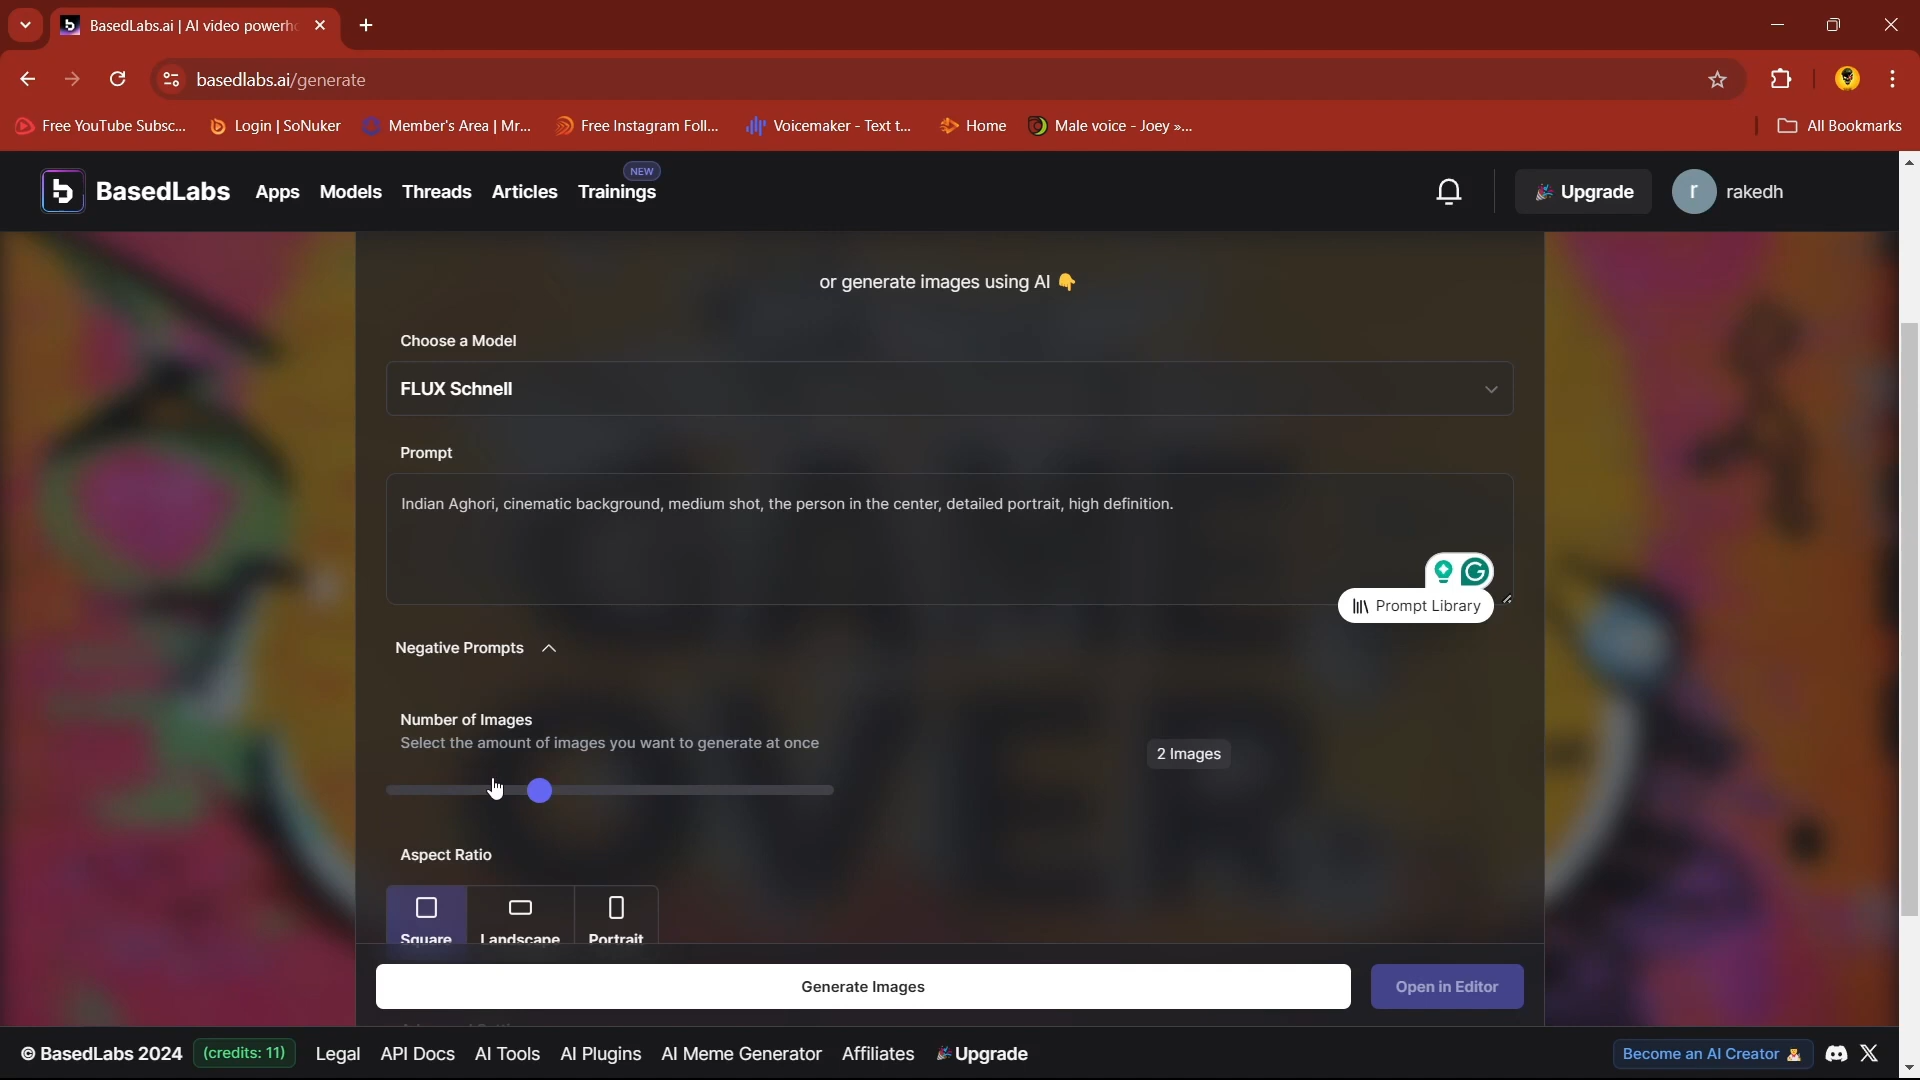 BasedLabs.ai | AI video powerh
basedlabs.ai/generate
Free YouTube Subsc... Login | SoNuker Member's Area | Mr... Free Instagram Foll... Voicemaker - Text t... Home Male voice - Joey »... All Bookmarks
NEW
BasedLabs Apps Models Threads Articles Trainings Upgrade r rakedh
or generate images using AI 👇
Choose a Model
FLUX Schnell
Prompt
Indian Aghori, cinematic background, medium shot, the person in the center, detailed portrait, high definition.
Prompt Library
Negative Prompts
Number of Images
Select the amount of images you want to generate at once
2 Images
Aspect Ratio
Square Landscape Portrait
Generate Images Open in Editor
© BasedLabs 2024 (credits: 11) Legal API Docs AI Tools AI Plugins AI Meme Generator Affiliates Upgrade Become an AI Creator